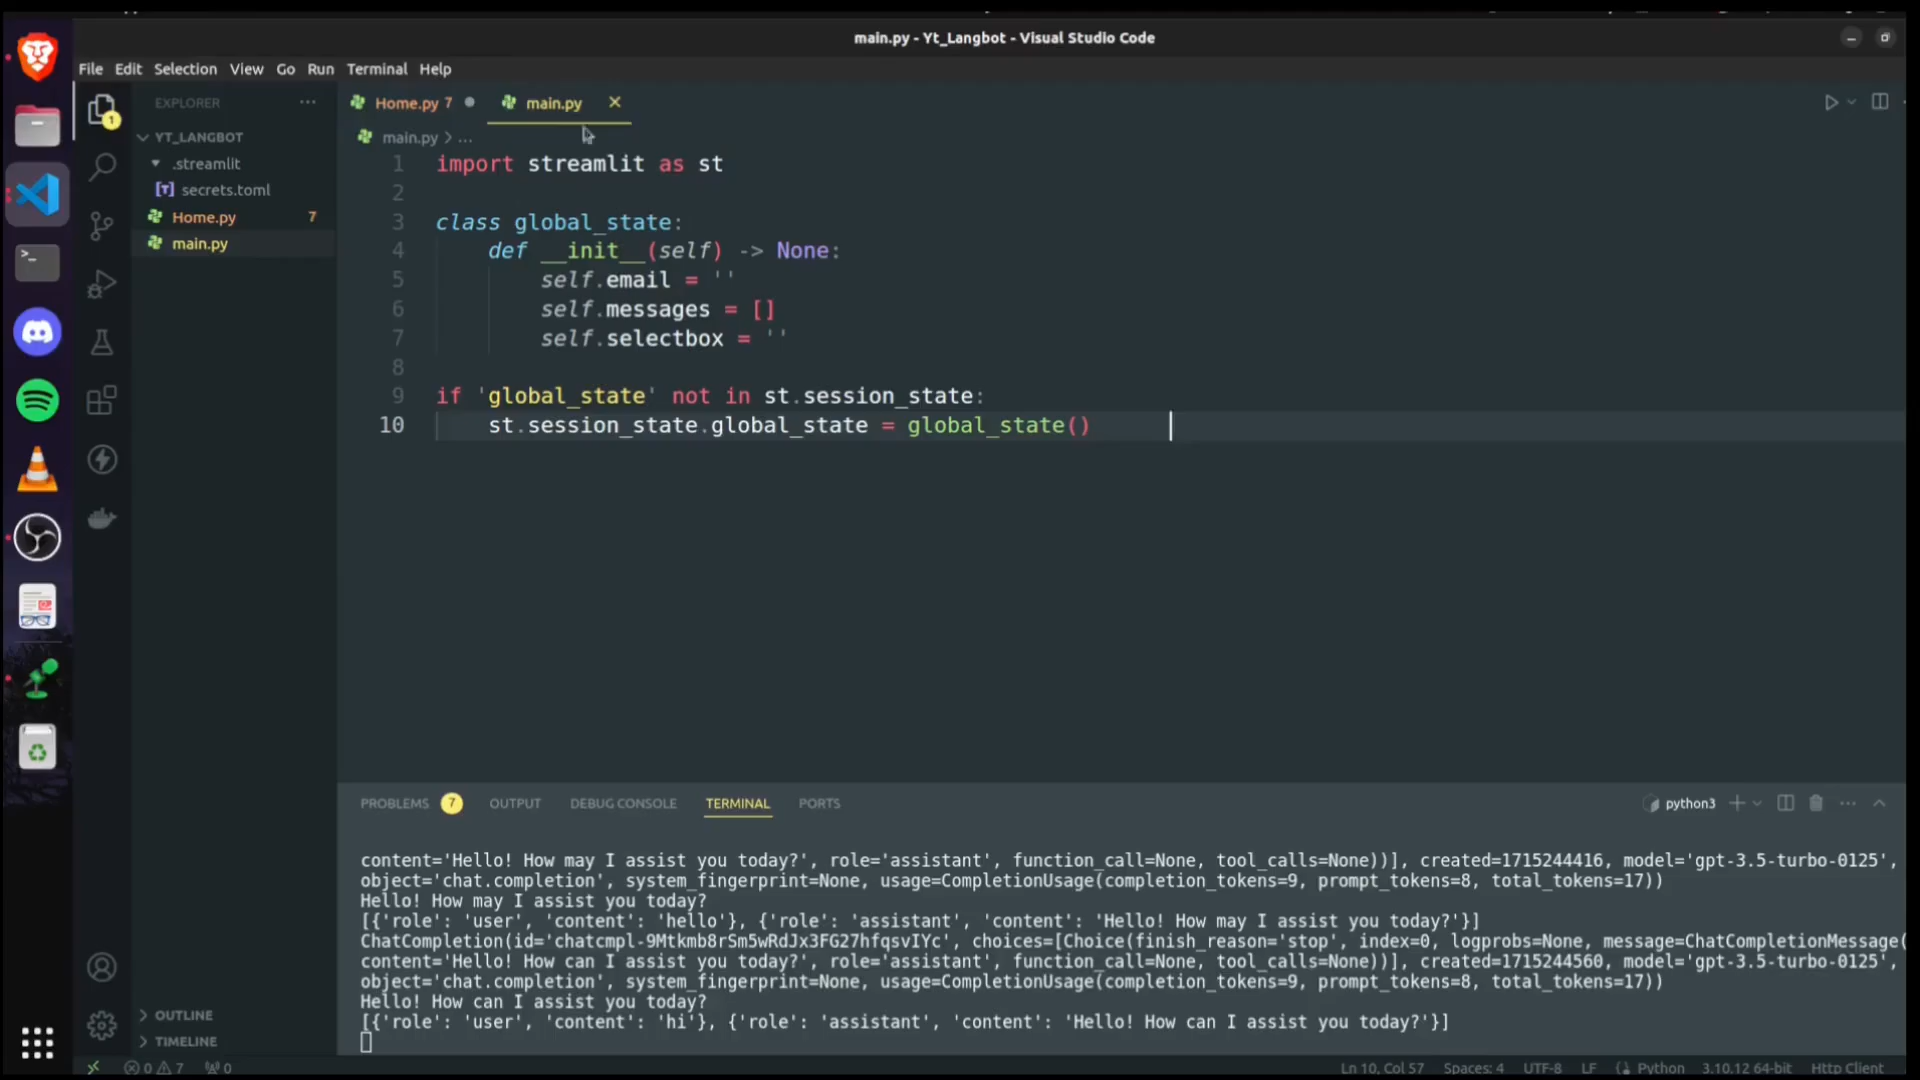 main.py - Yt_Langbot - Visual Studio Code
File Edit Selection View Go Run Terminal Help
EXPLORER
YT_LANGBOT
.streamlit
[T] secrets.toml
Home.py 7
main.py
Home.py 7
main.py
main.py > ...
1 import streamlit as st
2
3 class global_state:
4 def __init__(self) -> None:
5 self.email = ''
6 self.messages = []
7 self.selectbox = ''
8
9 if 'global_state' not in st.session_state:
10 st.session_state.global_state = global_state()
PROBLEMS 7 OUTPUT DEBUG CONSOLE TERMINAL PORTS
python3
content='Hello! How may I assist you today?', role='assistant', function_call=None, tool_calls=None))], created=1715244416, model='gpt-3.5-turbo-0125',
object='chat.completion', system_fingerprint=None, usage=CompletionUsage(completion_tokens=9, prompt_tokens=8, total_tokens=17))
Hello! How may I assist you today?
[{'role': 'user', 'content': 'hello'}, {'role': 'assistant', 'content': 'Hello! How may I assist you today?'}]
ChatCompletion(id='chatcmpl-9Mtkmb8rSm5wRdJx3FG27hfqsvIYc', choices=[Choice(finish_reason='stop', index=0, logprobs=None, message=ChatCompletionMessage(
content='Hello! How can I assist you today?', role='assistant', function_call=None, tool_calls=None))], created=1715244560, model='gpt-3.5-turbo-0125',
object='chat.completion', system_fingerprint=None, usage=CompletionUsage(completion_tokens=9, prompt_tokens=8, total_tokens=17))
Hello! How can I assist you today?
[{'role': 'user', 'content': 'hi'}, {'role': 'assistant', 'content': 'Hello! How can I assist you today?'}]
OUTLINE
TIMELINE
1
0 7 0
Ln 10, Col 57 Spaces: 4 UTF-8 LF Python 3.10.12 64-bit Http Client